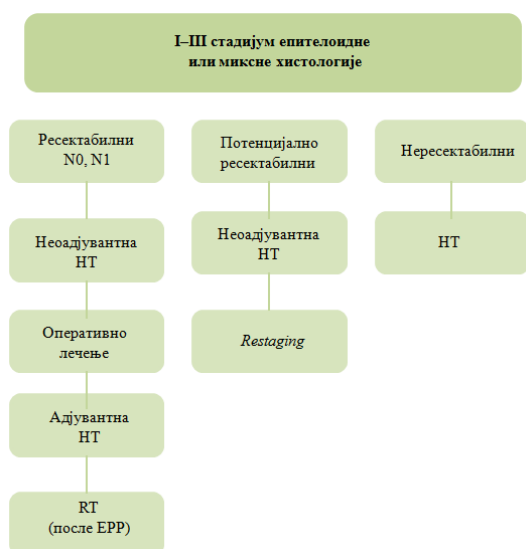 I–III стадијум епителоидне
или миксне хистологије
Ресектабилни
N0, N1
Неоадјувантна
НТ
Оперативно
лечење
Адјувантна
НТ
RT
(после EPP)
Потенцијално
ресектабилни
Неоадјувантна
НТ
Restaging
Нересектабилни
НТ